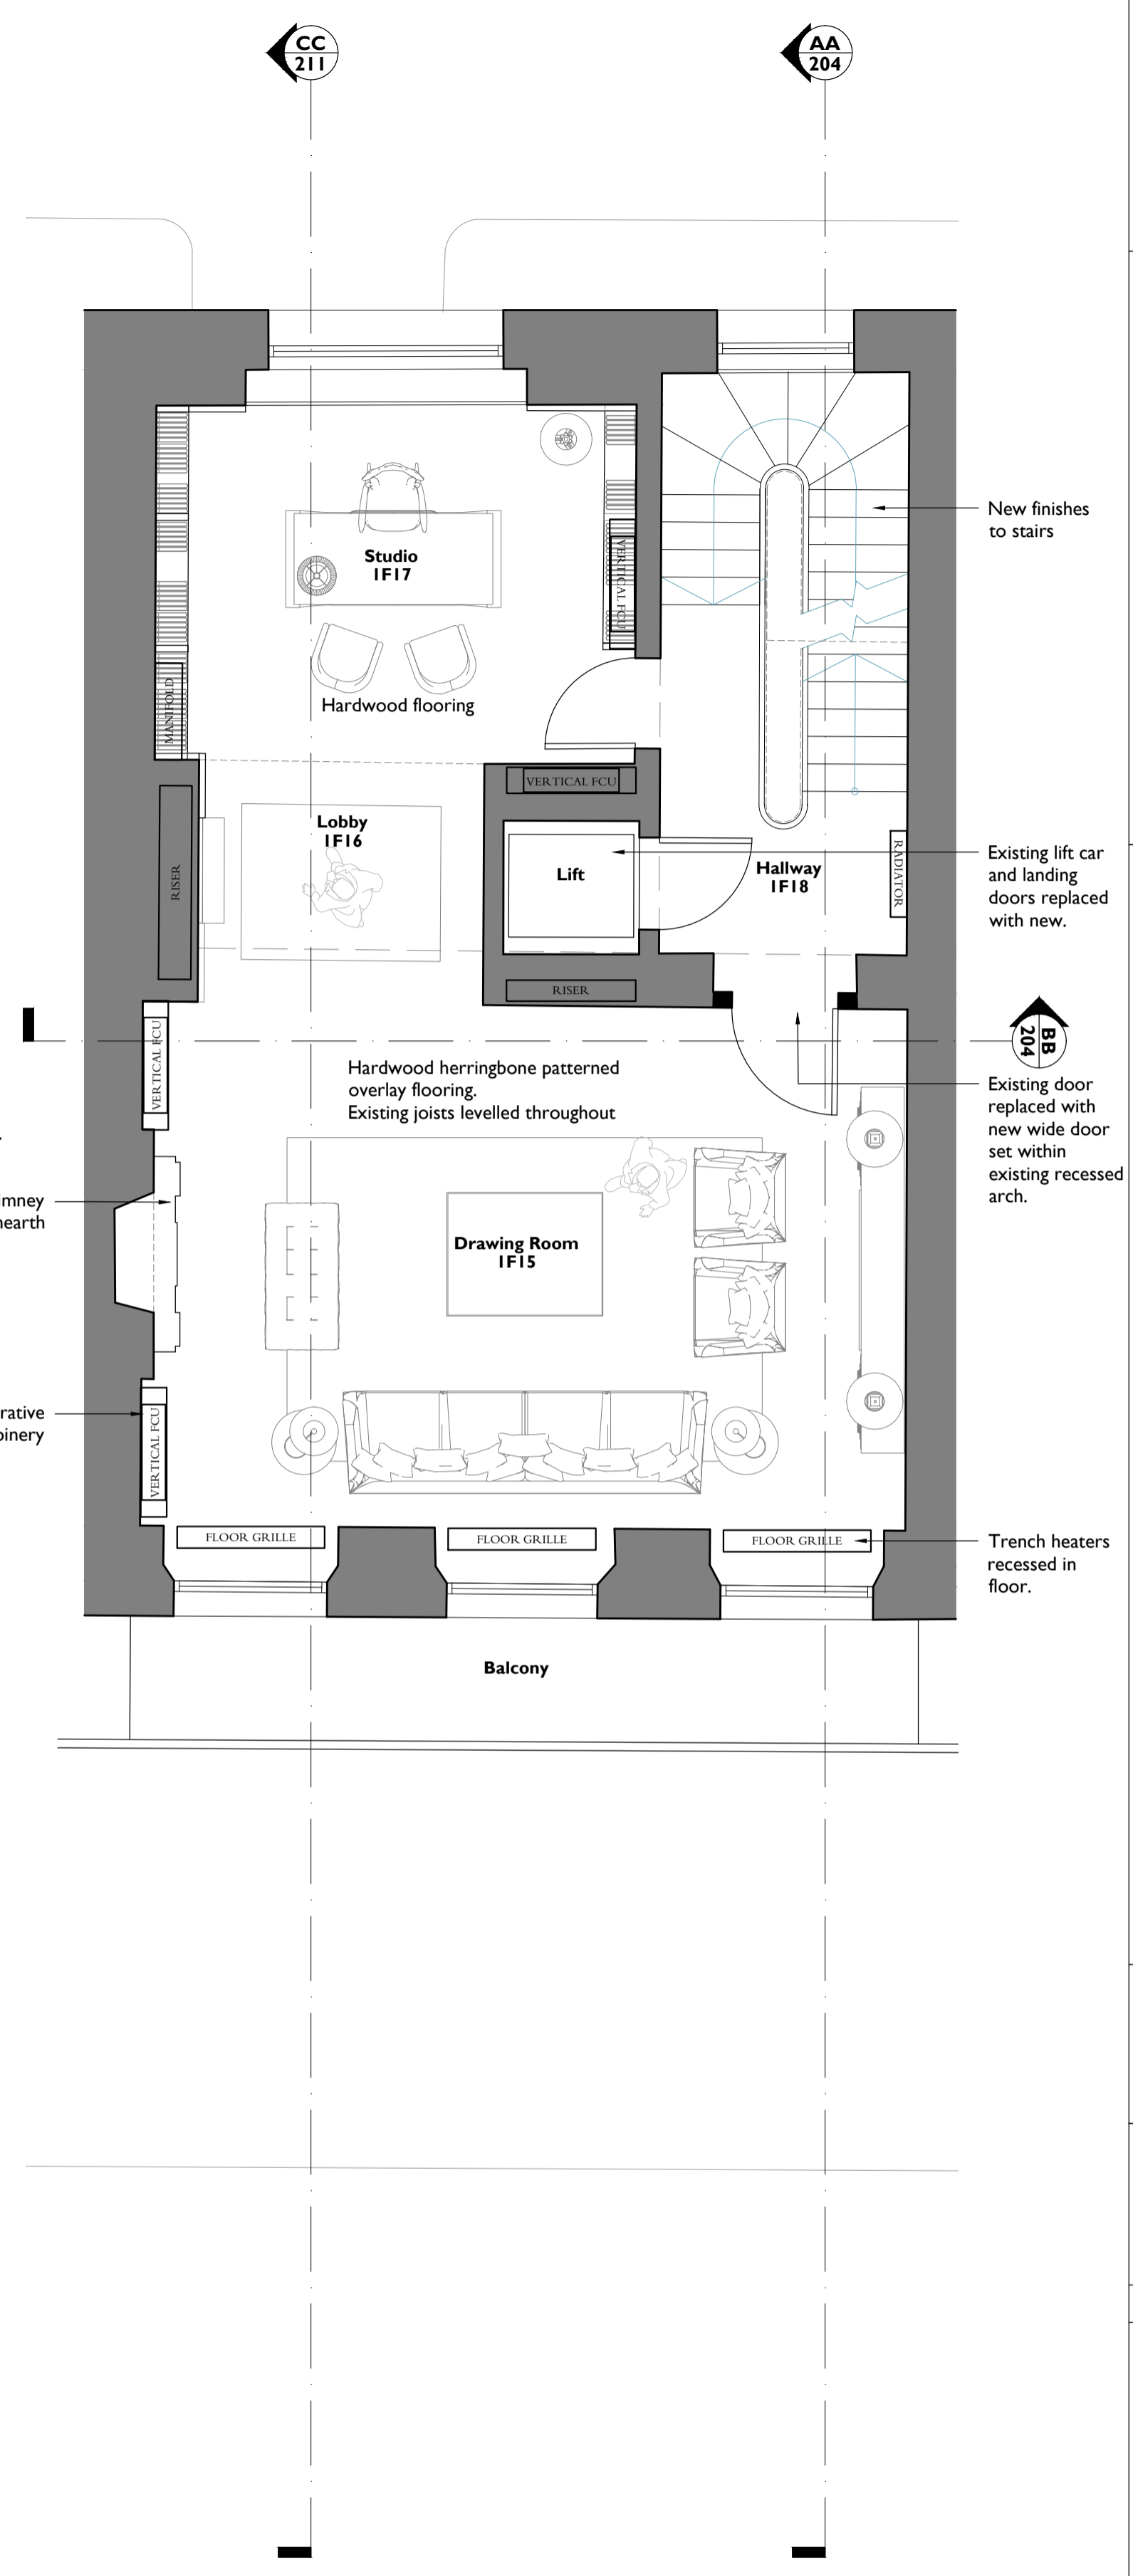 CC
211
AA
204
New finishes
to stairs
Studio
1F17
VERTICAL FCU
MANIFOLD
Hardwood flooring
VERTICAL FCU
Lobby
1F16
RISER
Lift
Hallway
1F18
RADIATOR
Existing lift car
and landing
doors replaced
with new.
RISER
BB
204
VERTICAL FCU
Hardwood herringbone patterned
overlay flooring.
Existing joists levelled throughout
Existing door
replaced with
new wide door
set within
existing recessed
arch.
Drawing Room
1F15
VERTICAL FCU
FLOOR GRILLE
FLOOR GRILLE
FLOOR GRILLE
Trench heaters
recessed in
floor.
Balcony